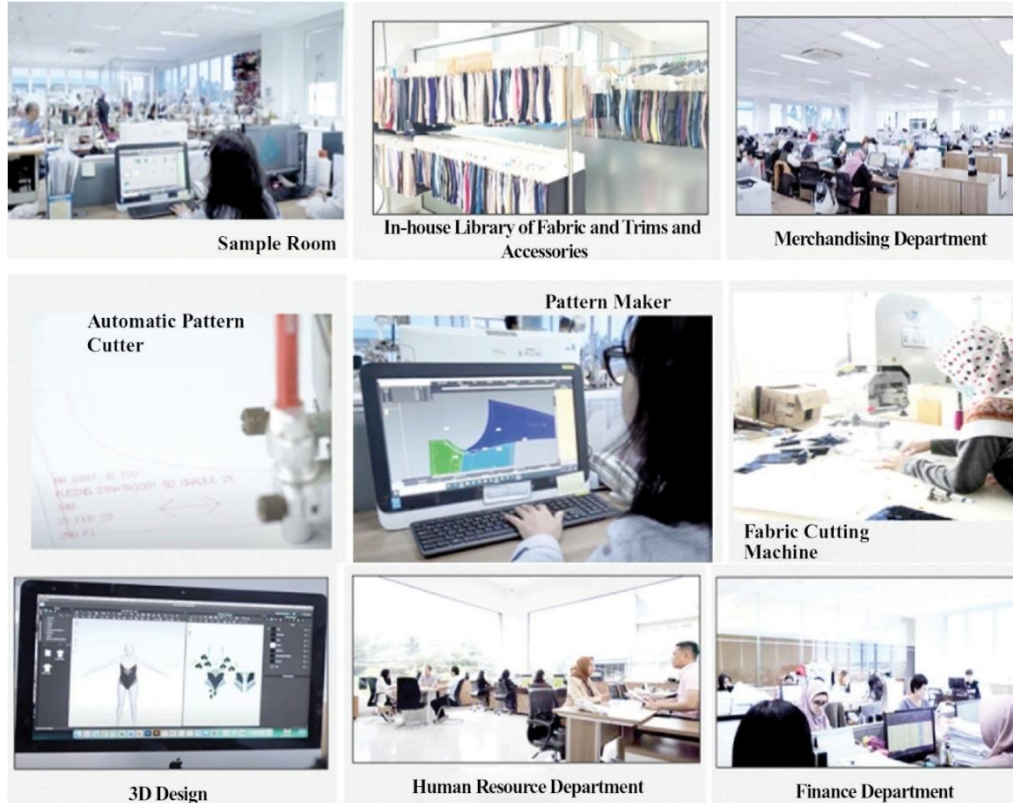 Sample Room
In-house Library of Fabric and Trims and
Accessories
Merchandising Department
Automatic Pattern
Cutter
Pattern Maker
Fabric Cutting
Machine
3D Design
Human Resource Department
Finance Department